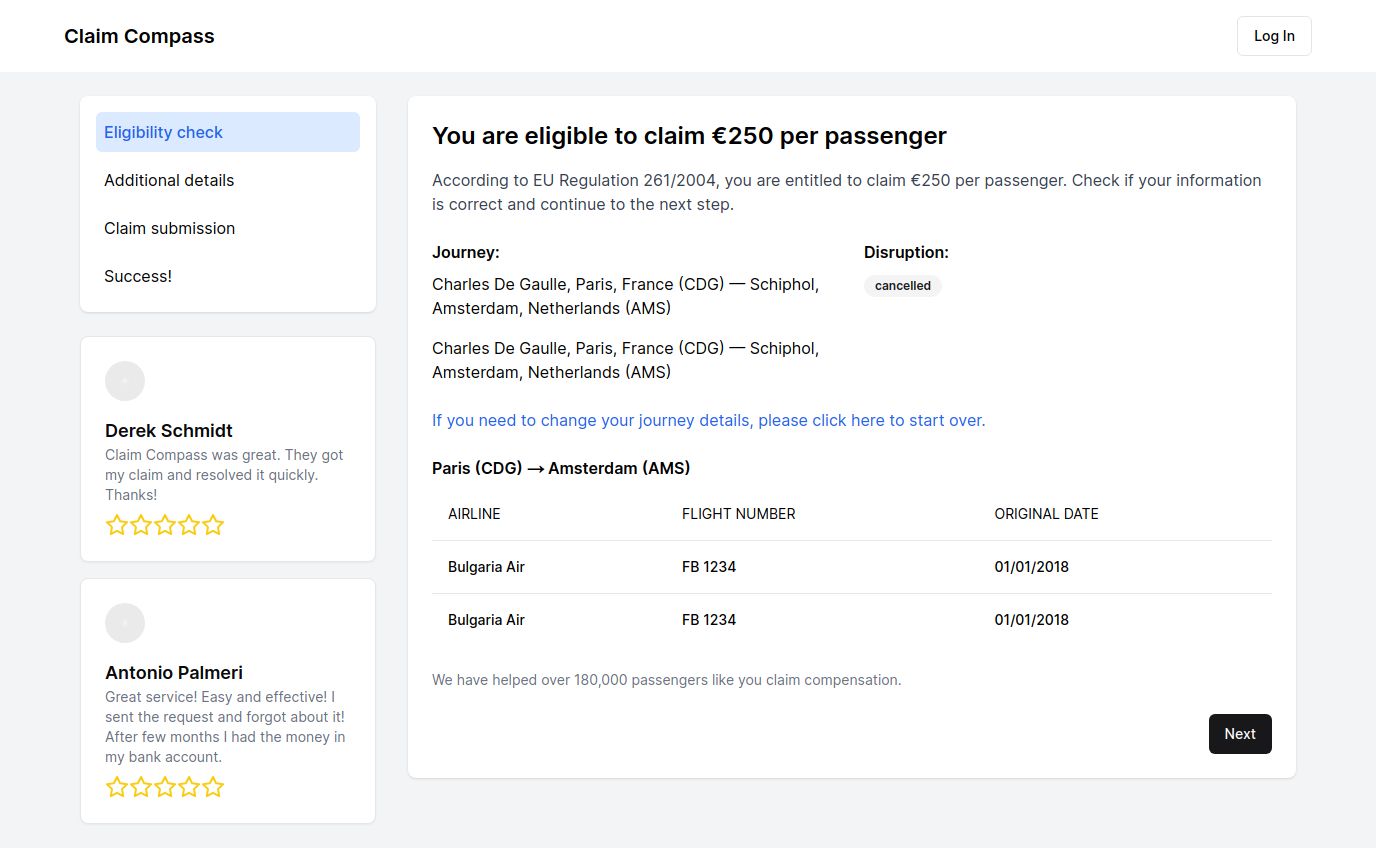 Claim Compass
Log In
Eligibility check
Additional details
Claim submission
Success!
Derek Schmidt
Claim Compass was great. They got
my claim and resolved it quickly.
Thanks!
Antonio Palmeri
Great service! Easy and effective! I
sent the request and forgot about it!
After few months I had the money in
my bank account.
You are eligible to claim €250 per passenger
According to EU Regulation 261/2004, you are entitled to claim €250 per passenger. Check if your information
is correct and continue to the next step.
Journey:
Charles De Gaulle, Paris, France (CDG) — Schiphol,
Amsterdam, Netherlands (AMS)
Charles De Gaulle, Paris, France (CDG) — Schiphol,
Amsterdam, Netherlands (AMS)
Disruption:
cancelled
If you need to change your journey details, please click here to start over.
Paris (CDG) → Amsterdam (AMS)
AIRLINE FLIGHT NUMBER ORIGINAL DATE
Bulgaria Air FB 1234 01/01/2018
Bulgaria Air FB 1234 01/01/2018
We have helped over 180,000 passengers like you claim compensation.
Next